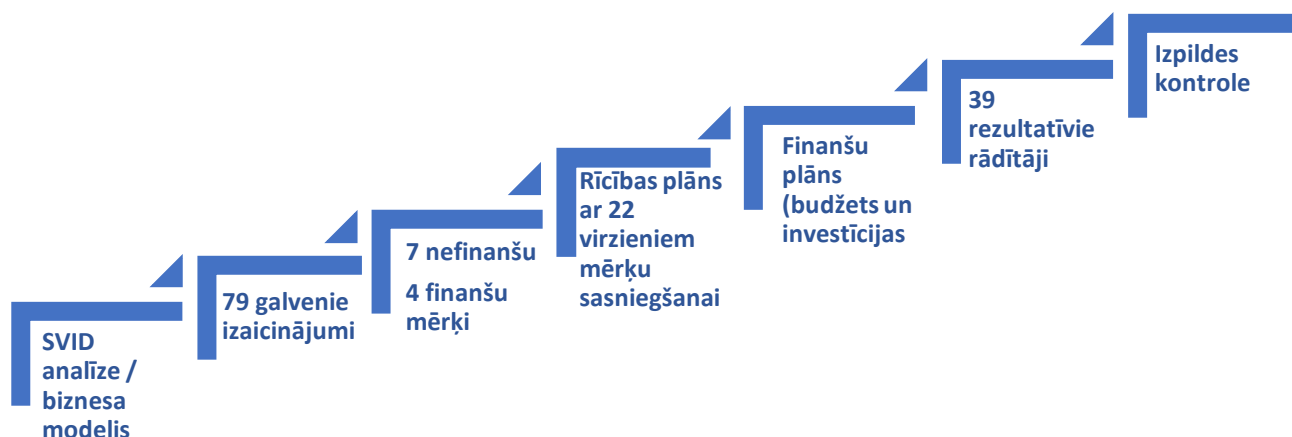 SVID
analīze /
biznesa
modelis
79 galvenie
izaicinājumi
7 nefinanšu
4 finanšu
mērķi
Rīcības plāns
ar 22
virzieniem
mērķu
sasniegšanai
Finanšu
plāns
(budžets un
investīcijas
39
rezultatīvie
rādītāji
Izpildes
kontrole